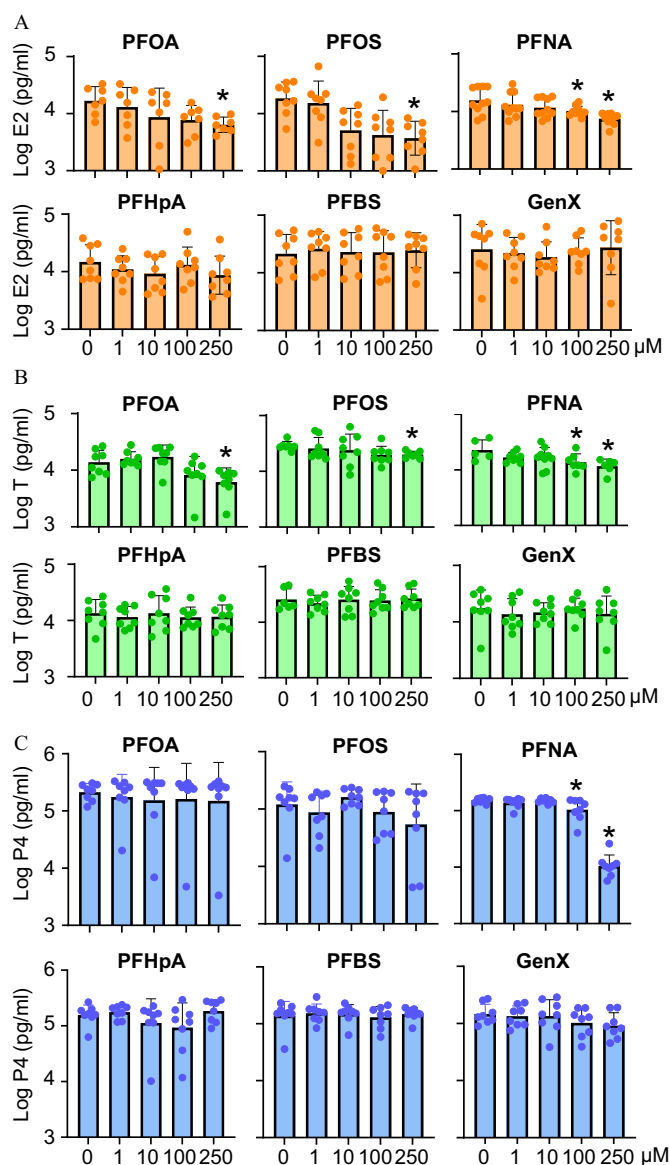 A
PFOA PFOS PFNA
Log E2 (pg/ml)
5
4
3
* * * *
PFHpA PFBS GenX
Log E2 (pg/ml)
5
4
3
0 1 10 100 250 0 1 10 100 250 0 1 10 100 250 µM
B
PFOA PFOS PFNA
Log T (pg/ml)
5
4
3
* * * *
PFHpA PFBS GenX
Log T (pg/ml)
5
4
3
0 1 10 100 250 0 1 10 100 250 0 1 10 100 250 µM
C
PFOA PFOS PFNA
Log P4 (pg/ml)
6
5
4
3
* *
PFHpA PFBS GenX
Log P4 (pg/ml)
6
5
4
3
0 1 10 100 250 0 1 10 100 250 0 1 10 100 250 µM